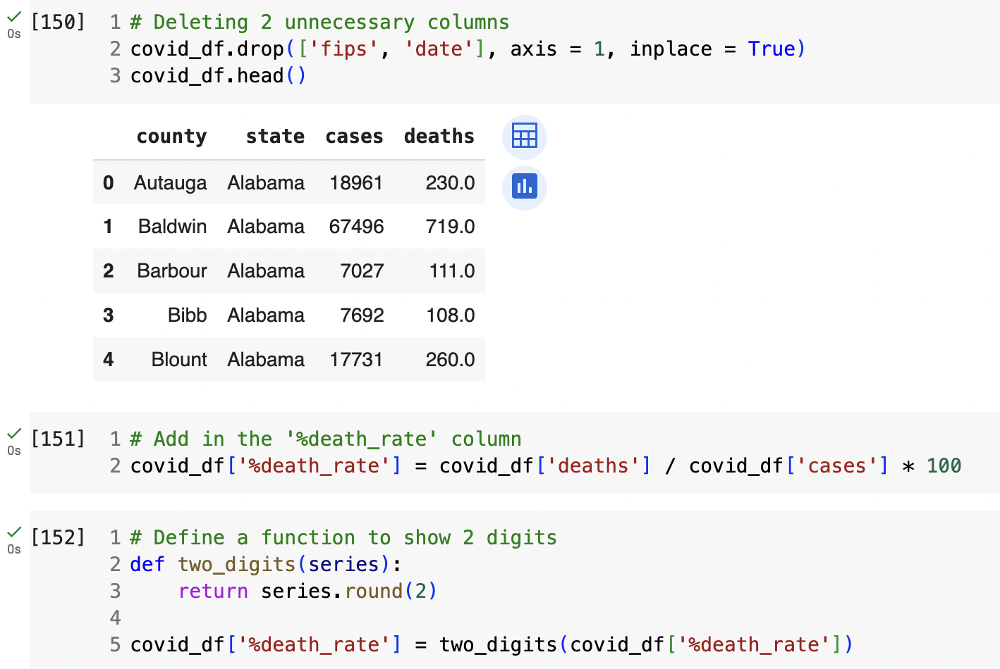 [150] 1 # Deleting 2 unnecessary columns
0s 2 covid_df.drop(['fips', 'date'], axis = 1, inplace = True)
3 covid_df.head()
county state cases deaths
0 Autauga Alabama 18961 230.0
1 Baldwin Alabama 67496 719.0
2 Barbour Alabama 7027 111.0
3 Bibb Alabama 7692 108.0
4 Blount Alabama 17731 260.0
[151] 1 # Add in the '%death_rate' column
0s 2 covid_df['%death_rate'] = covid_df['deaths'] / covid_df['cases'] * 100
[152] 1 # Define a function to show 2 digits
0s 2 def two_digits(series):
3     return series.round(2)
4
5 covid_df['%death_rate'] = two_digits(covid_df['%death_rate'])